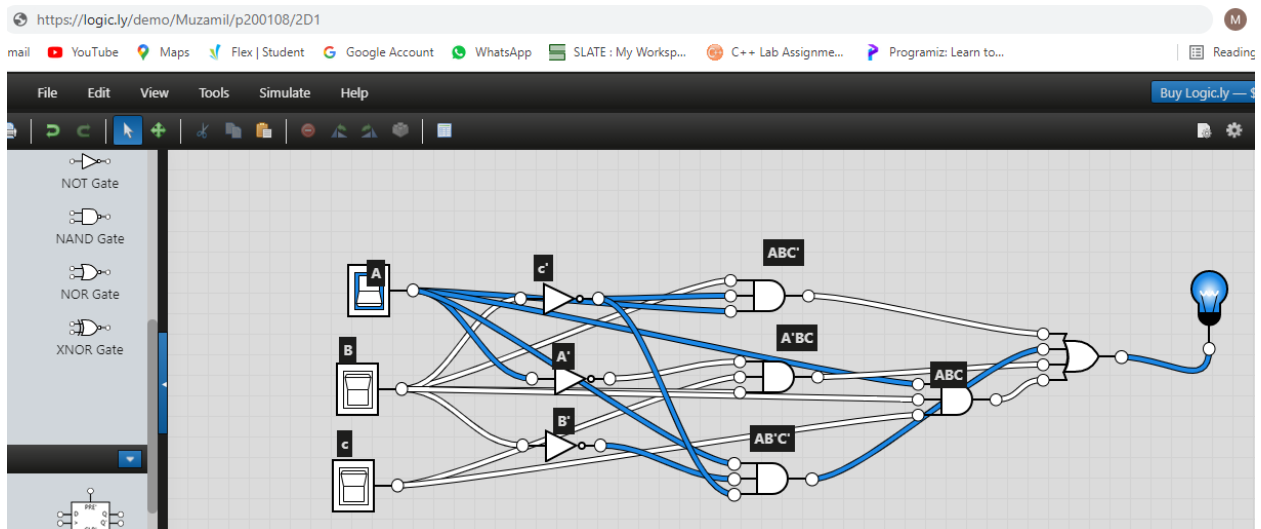 https://logic.ly/demo/Muzamil/p200108/2D1
M
mail YouTube Maps Flex | Student Google Account WhatsApp SLATE : My Worksp... C++ Lab Assignme... Programiz: Learn to... Reading
File Edit View Tools Simulate Help Buy Logic.ly — $
NOT Gate
NAND Gate
NOR Gate
XNOR Gate
A
B
c
c'
A'
B'
ABC'
A'BC
ABC
AB'C'
PRE'
D Q
> Q'